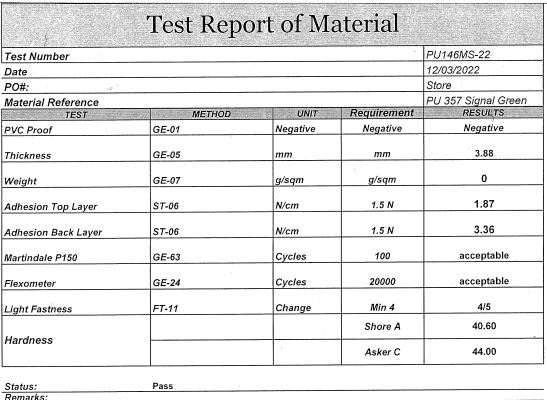 Test Report of Material
Test Number PU146MS-22
Date 12/03/2022
PO#: Store
Material Reference PU 357 Signal Green
TEST METHOD UNIT Requirement RESULTS
PVC Proof GE-01 Negative Negative Negative
Thickness GE-05 mm mm 3.88
Weight GE-07 g/sqm g/sqm 0
Adhesion Top Layer ST-06 N/cm 1.5 N 1.87
Adhesion Back Layer ST-06 N/cm 1.5 N 3.36
Martindale P150 GE-63 Cycles 100 acceptable
Flexometer GE-24 Cycles 20000 acceptable
Light Fastness FT-11 Change Min 4 4/5
Hardness Shore A 40.60
Asker C 44.00
Status: Pass
Remarks: